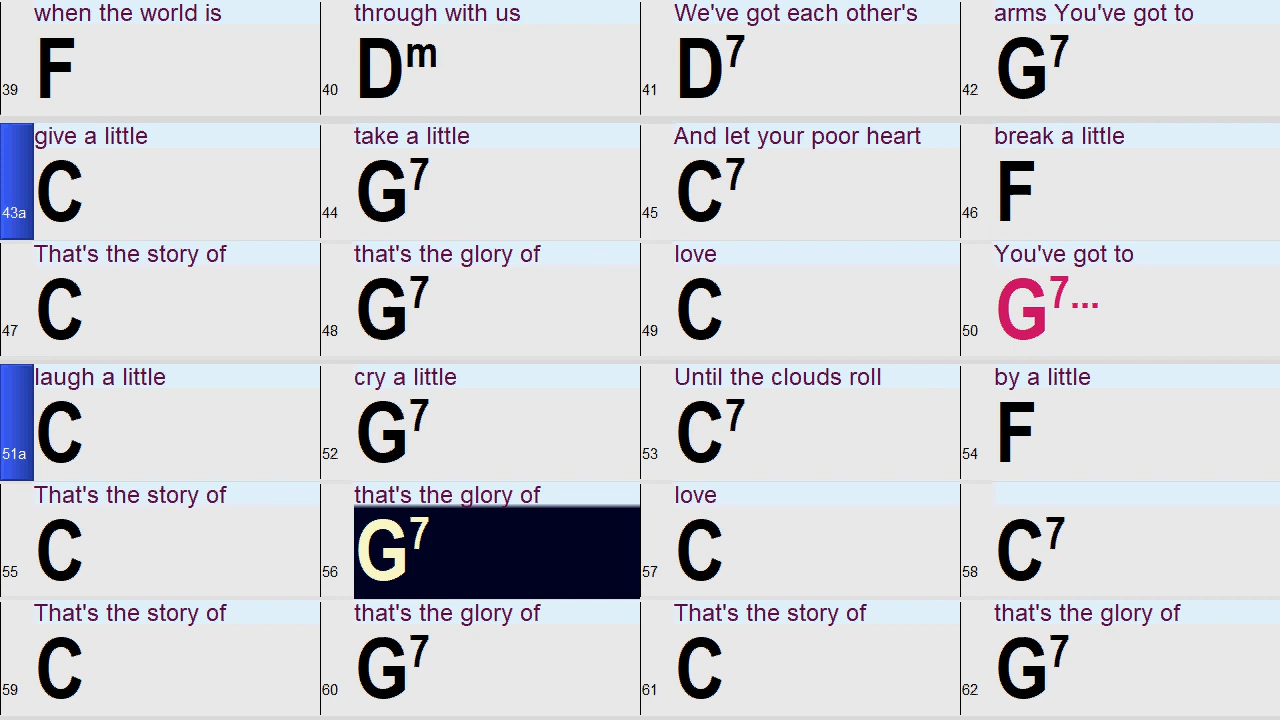 when the world is through with us We've got each other's arms You've got to
39 F 40 Dm 41 D7 42 G7
give a little take a little And let your poor heart break a little
43a C 44 G7 45 C7 46 F
That's the story of that's the glory of love You've got to
47 C 48 G7 49 C 50 G7...
laugh a little cry a little Until the clouds roll by a little
51a C 52 G7 53 C7 54 F
That's the story of that's the glory of love
55 C 56 G7 57 C 58 C7
That's the story of that's the glory of That's the story of that's the glory of
59 C 60 G7 61 C 62 G7